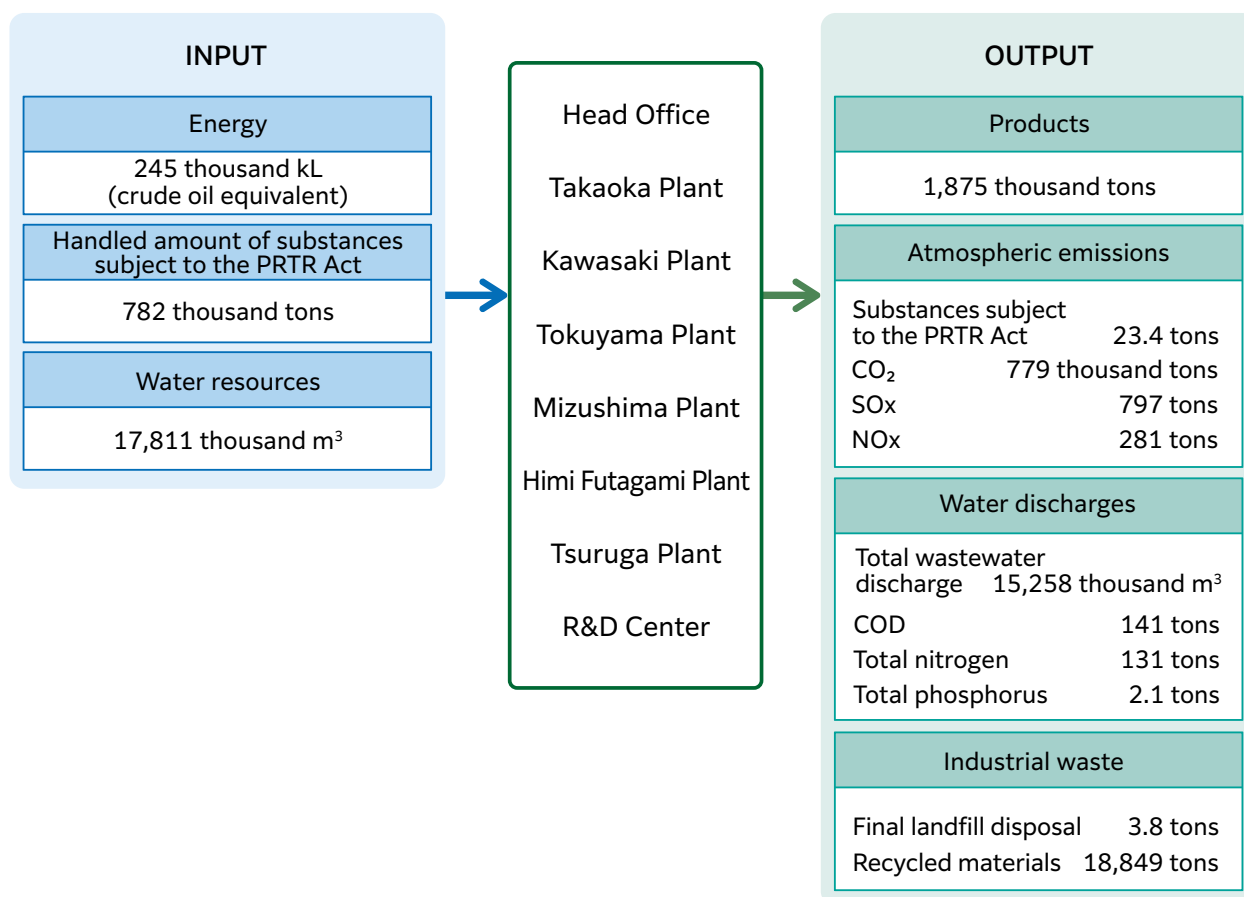 INPUT
Energy
245 thousand kL
(crude oil equivalent)
Handled amount of substances
subject to the PRTR Act
782 thousand tons
Water resources
17,811 thousand m³
Head Office
Takaoka Plant
Kawasaki Plant
Tokuyama Plant
Mizushima Plant
Himi Futagami Plant
Tsuruga Plant
R&D Center
OUTPUT
Products
1,875 thousand tons
Atmospheric emissions
Substances subject
to the PRTR Act 23.4 tons
CO₂ 779 thousand tons
SOx 797 tons
NOx 281 tons
Water discharges
Total wastewater
discharge 15,258 thousand m³
COD 141 tons
Total nitrogen 131 tons
Total phosphorus 2.1 tons
Industrial waste
Final landfill disposal 3.8 tons
Recycled materials 18,849 tons